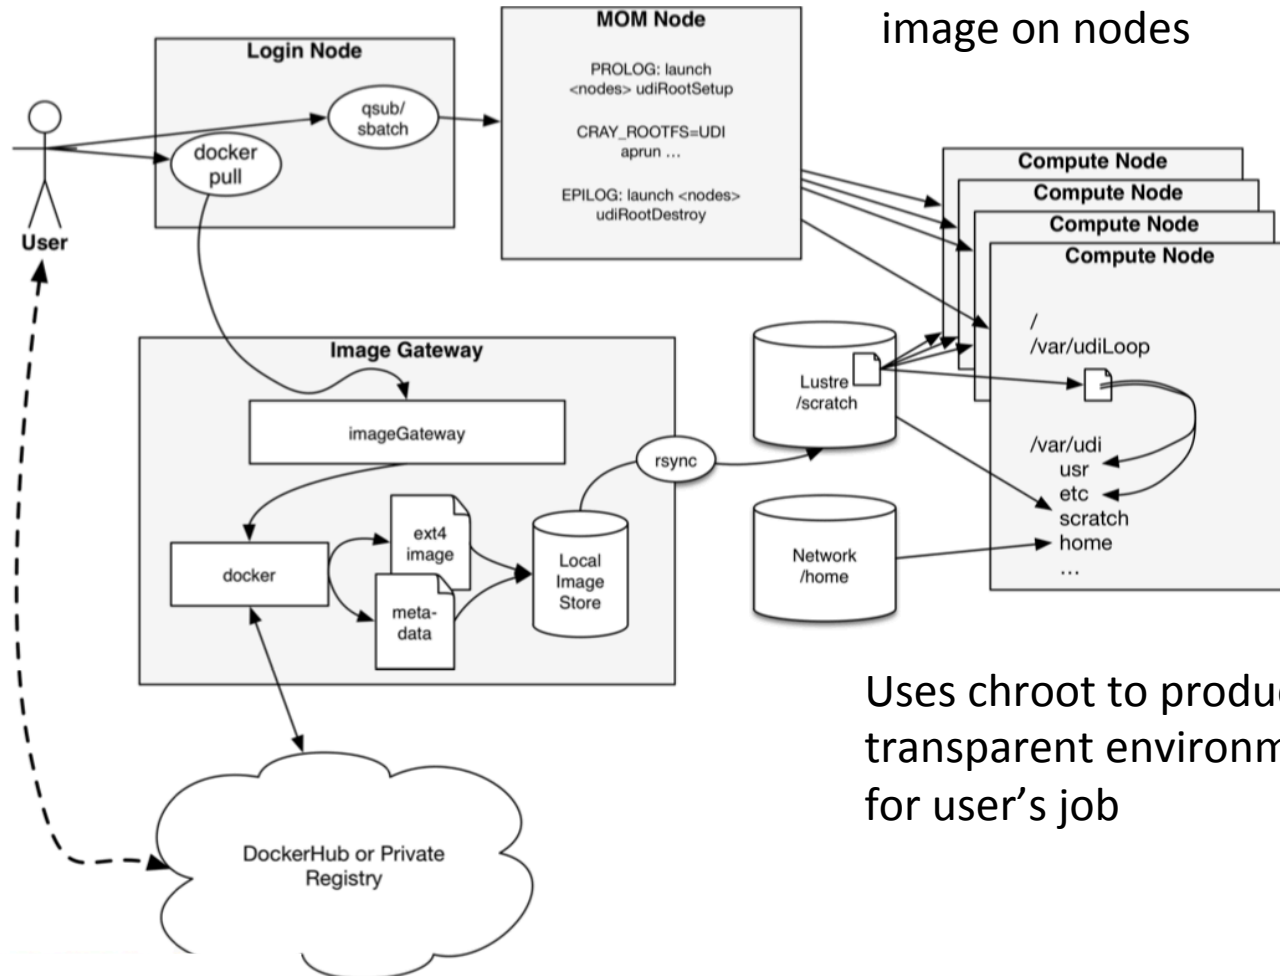 image on nodes
Login Node
qsub/
sbatch
docker
pull
User
MOM Node
PROLOG: launch
<nodes> udiRootSetup
CRAY_ROOTFS=UDI
aprun ...
EPILOG: launch <nodes>
udiRootDestroy
Compute Node
Compute Node
Compute Node
Compute Node
/
/var/udiLoop
/var/udi
usr
etc
scratch
home
...
Image Gateway
imageGateway
docker
ext4
image
meta-
data
Local
Image
Store
rsync
Lustre
/scratch
Network
/home
DockerHub or Private
Registry
Uses chroot to
transparent
for user’s job